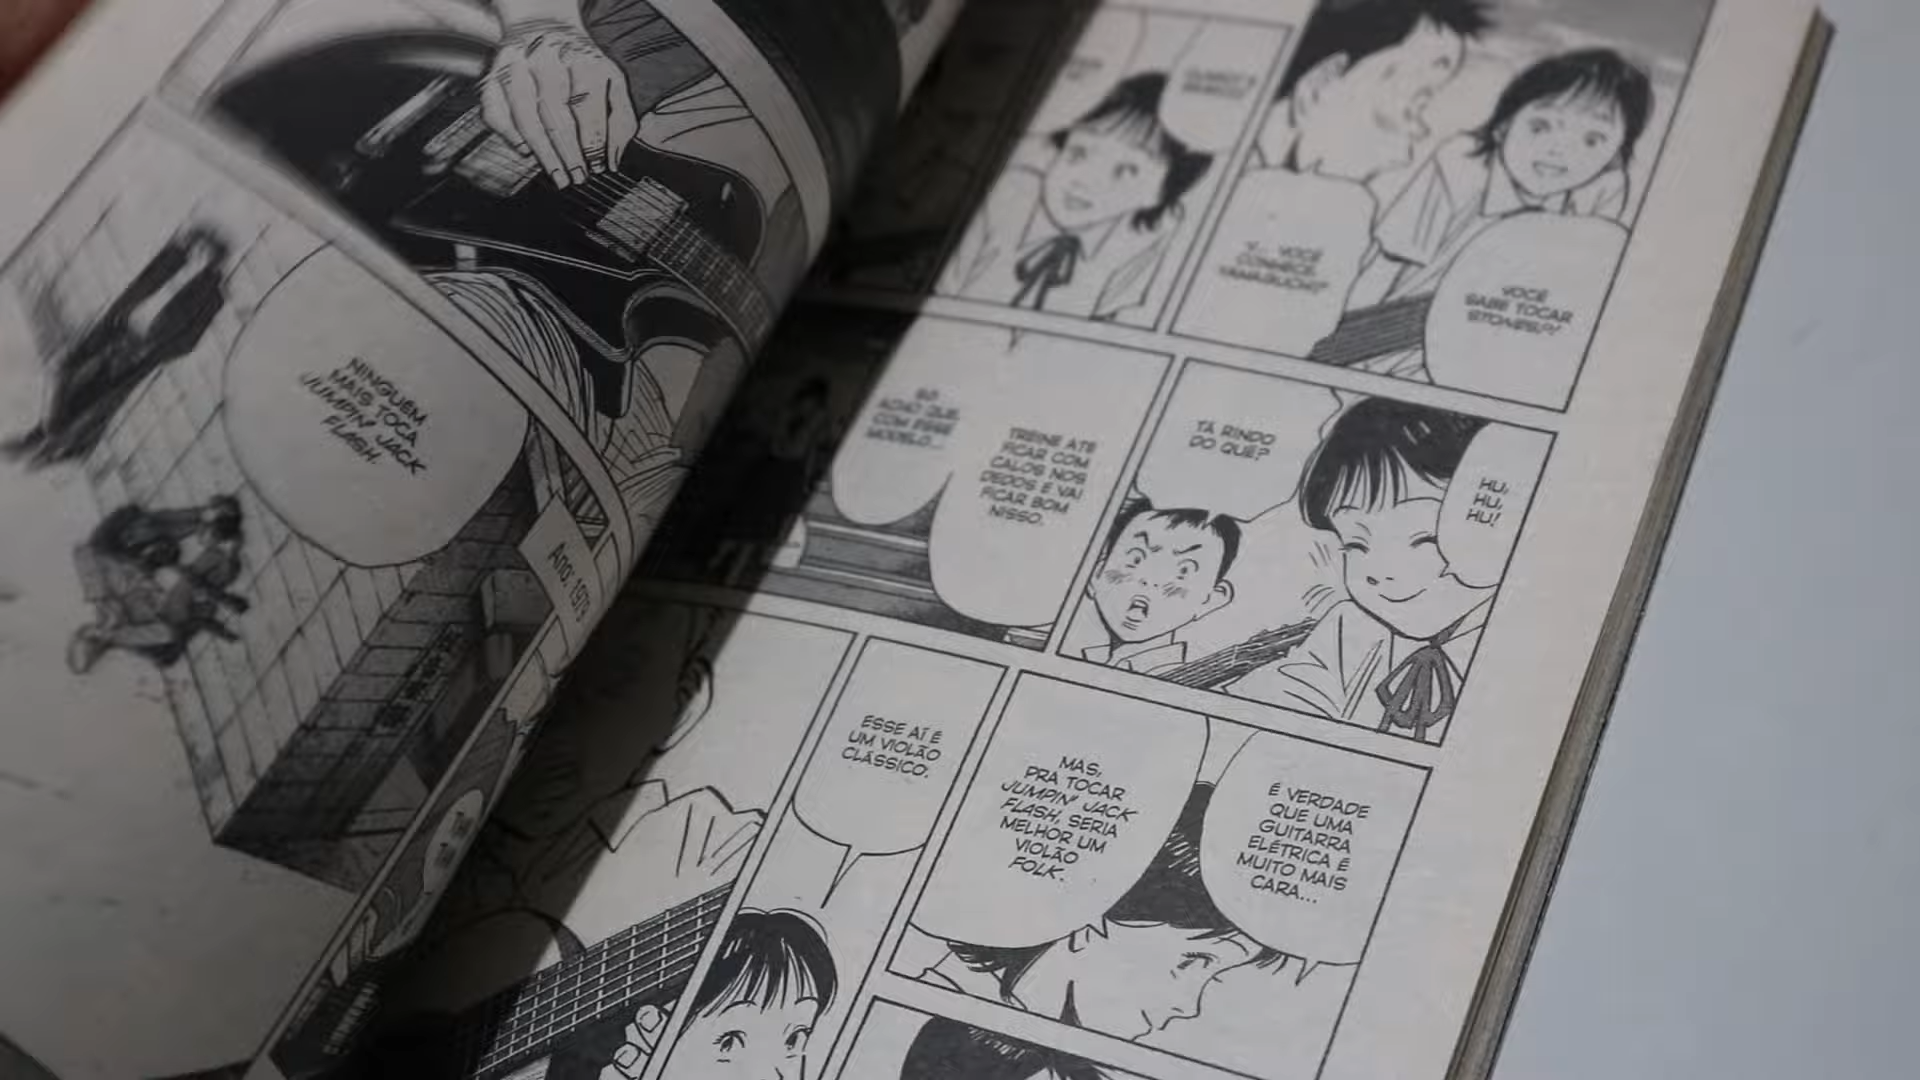 NINGUÉM
MAIS TOCA
JUMPIN' JACK
FLASH.
Ano: 1973
VOCÊ
SABE TOCAR
STONES?!
VOCÊ
CONHECE
HU,
HU,
HU!
TÁ RINDO
DO QUÊ?
TREINE ATÉ
FICAR COM
CALOS NOS
DEDOS E VAI
FICAR BOM
NISSO.
SÓ
ACHO QUE,
COM ESSE
MODELO...
É VERDADE
QUE UMA
GUITARRA
ELÉTRICA É
MUITO MAIS
CARA...
MAS,
PRA TOCAR
JUMPIN' JACK
FLASH, SERIA
MELHOR UM
VIOLÃO
FOLK.
ESSE AÍ É
UM VIOLÃO
CLÁSSICO.